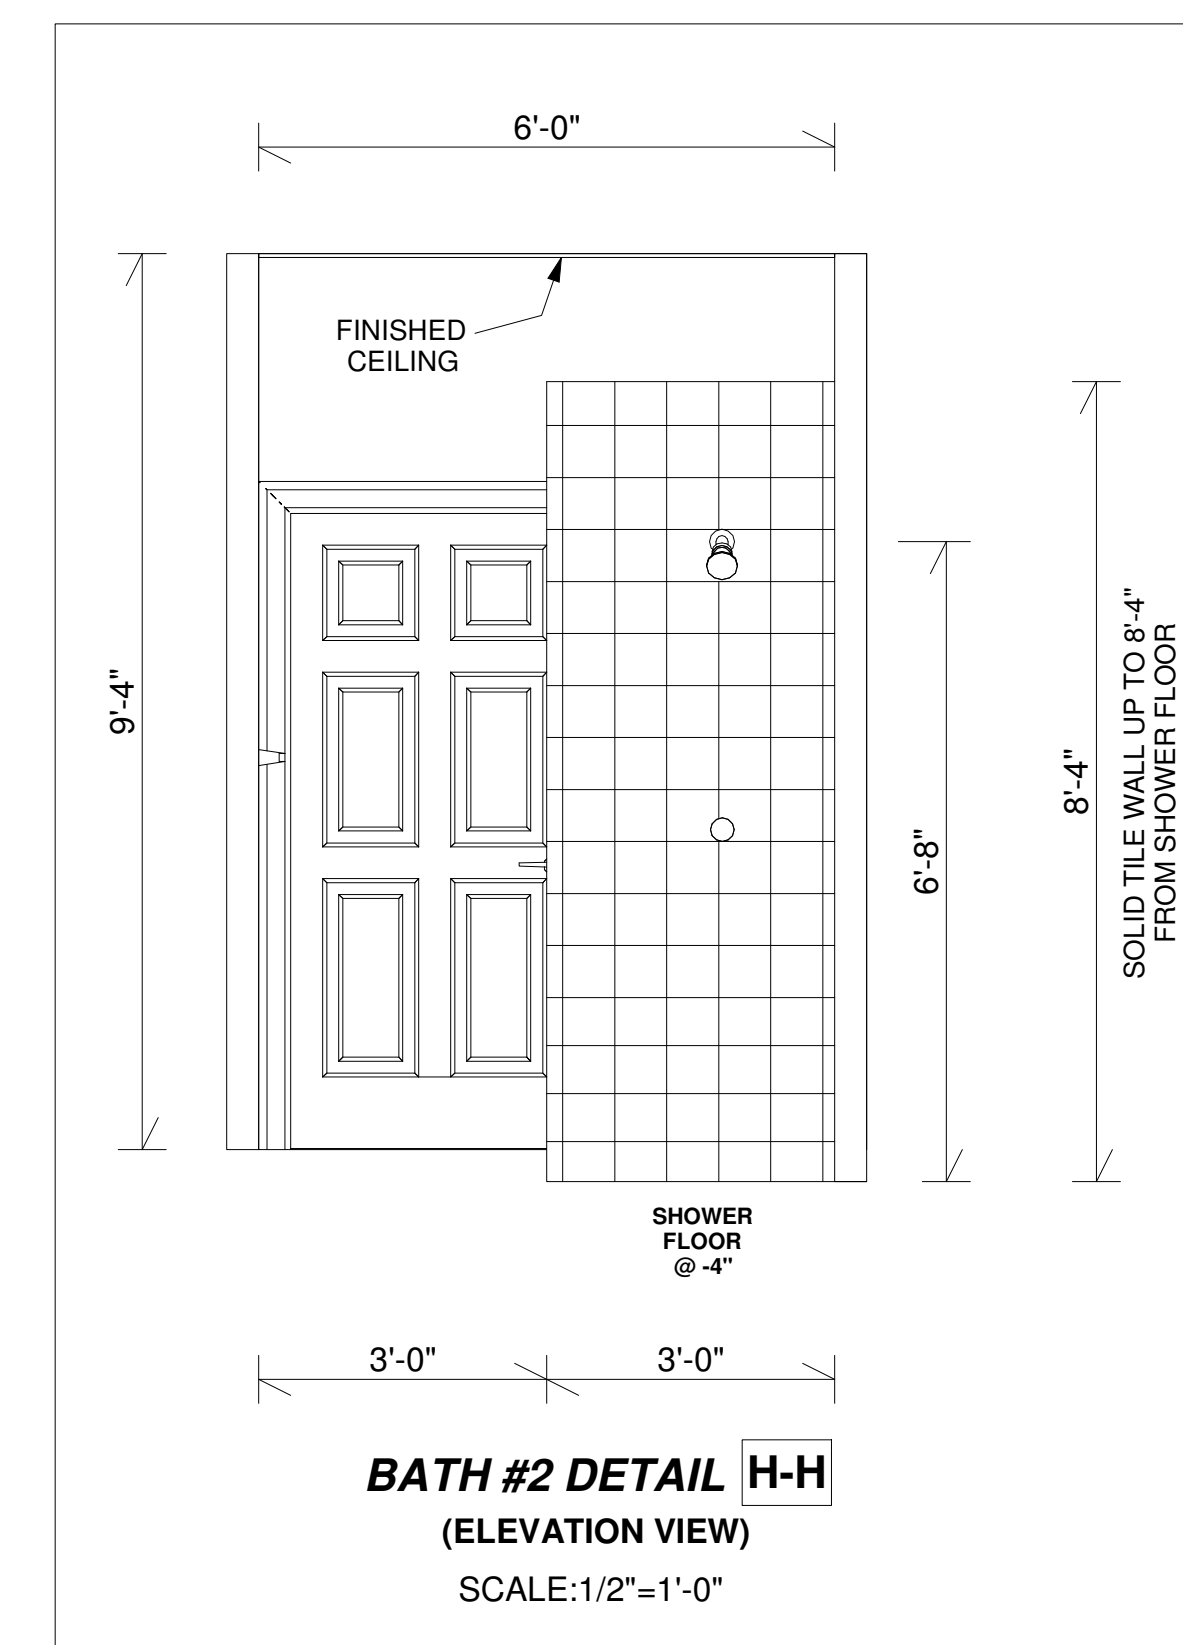 6'-0"
FINISHED
CEILING
9'-4"
6'-8"
8'-4"
SOLID TILE WALL UP TO 8'-4"
FROM SHOWER FLOOR
SHOWER
FLOOR
@ -4"
3'-0" 3'-0"
BATH #2 DETAIL H-H
(ELEVATION VIEW)
SCALE:1/2"=1'-0"